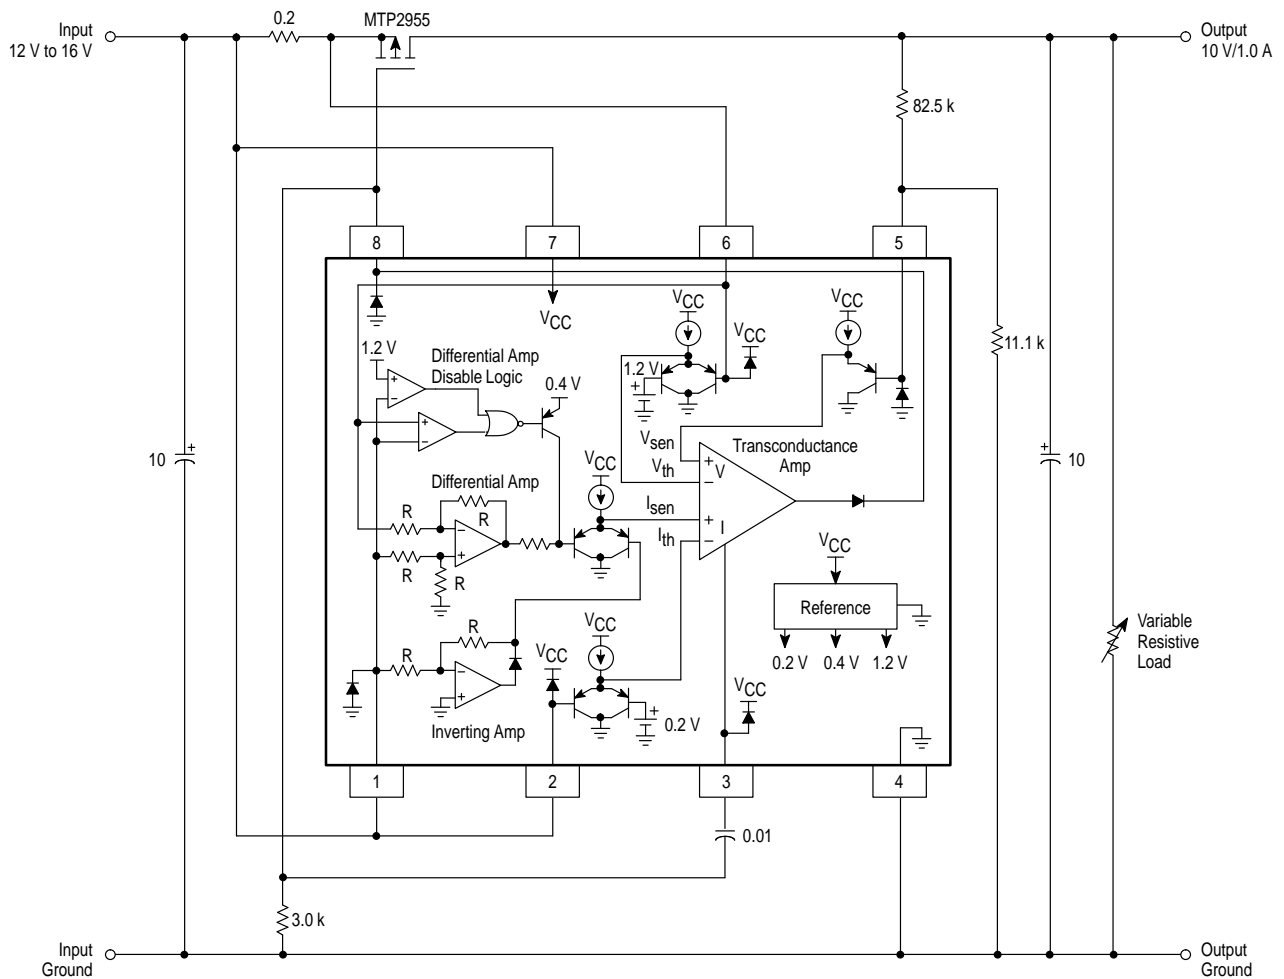 Input
12 V to 16 V
0.2
MTP2955
Output
10 V/1.0 A
82.5 k
8
7
6
5
VCC
VCC
VCC
VCC
11.1 k
1.2 V
Differential Amp
Disable Logic
0.4 V
1.2 V
+
+
-
+
-
Vsen
Vth
Transconductance
Amp
+
V
-
+
I
-
10
+
+
10
VCC
Differential Amp
Isen
Ith
R
R
-
+
R
R
VCC
Reference
0.2 V
0.4 V
1.2 V
Variable
Resistive
Load
R
R
-
+
VCC
VCC
VCC
Inverting Amp
+
0.2 V
1
2
3
4
0.01
3.0 k
Input
Ground
Output
Ground